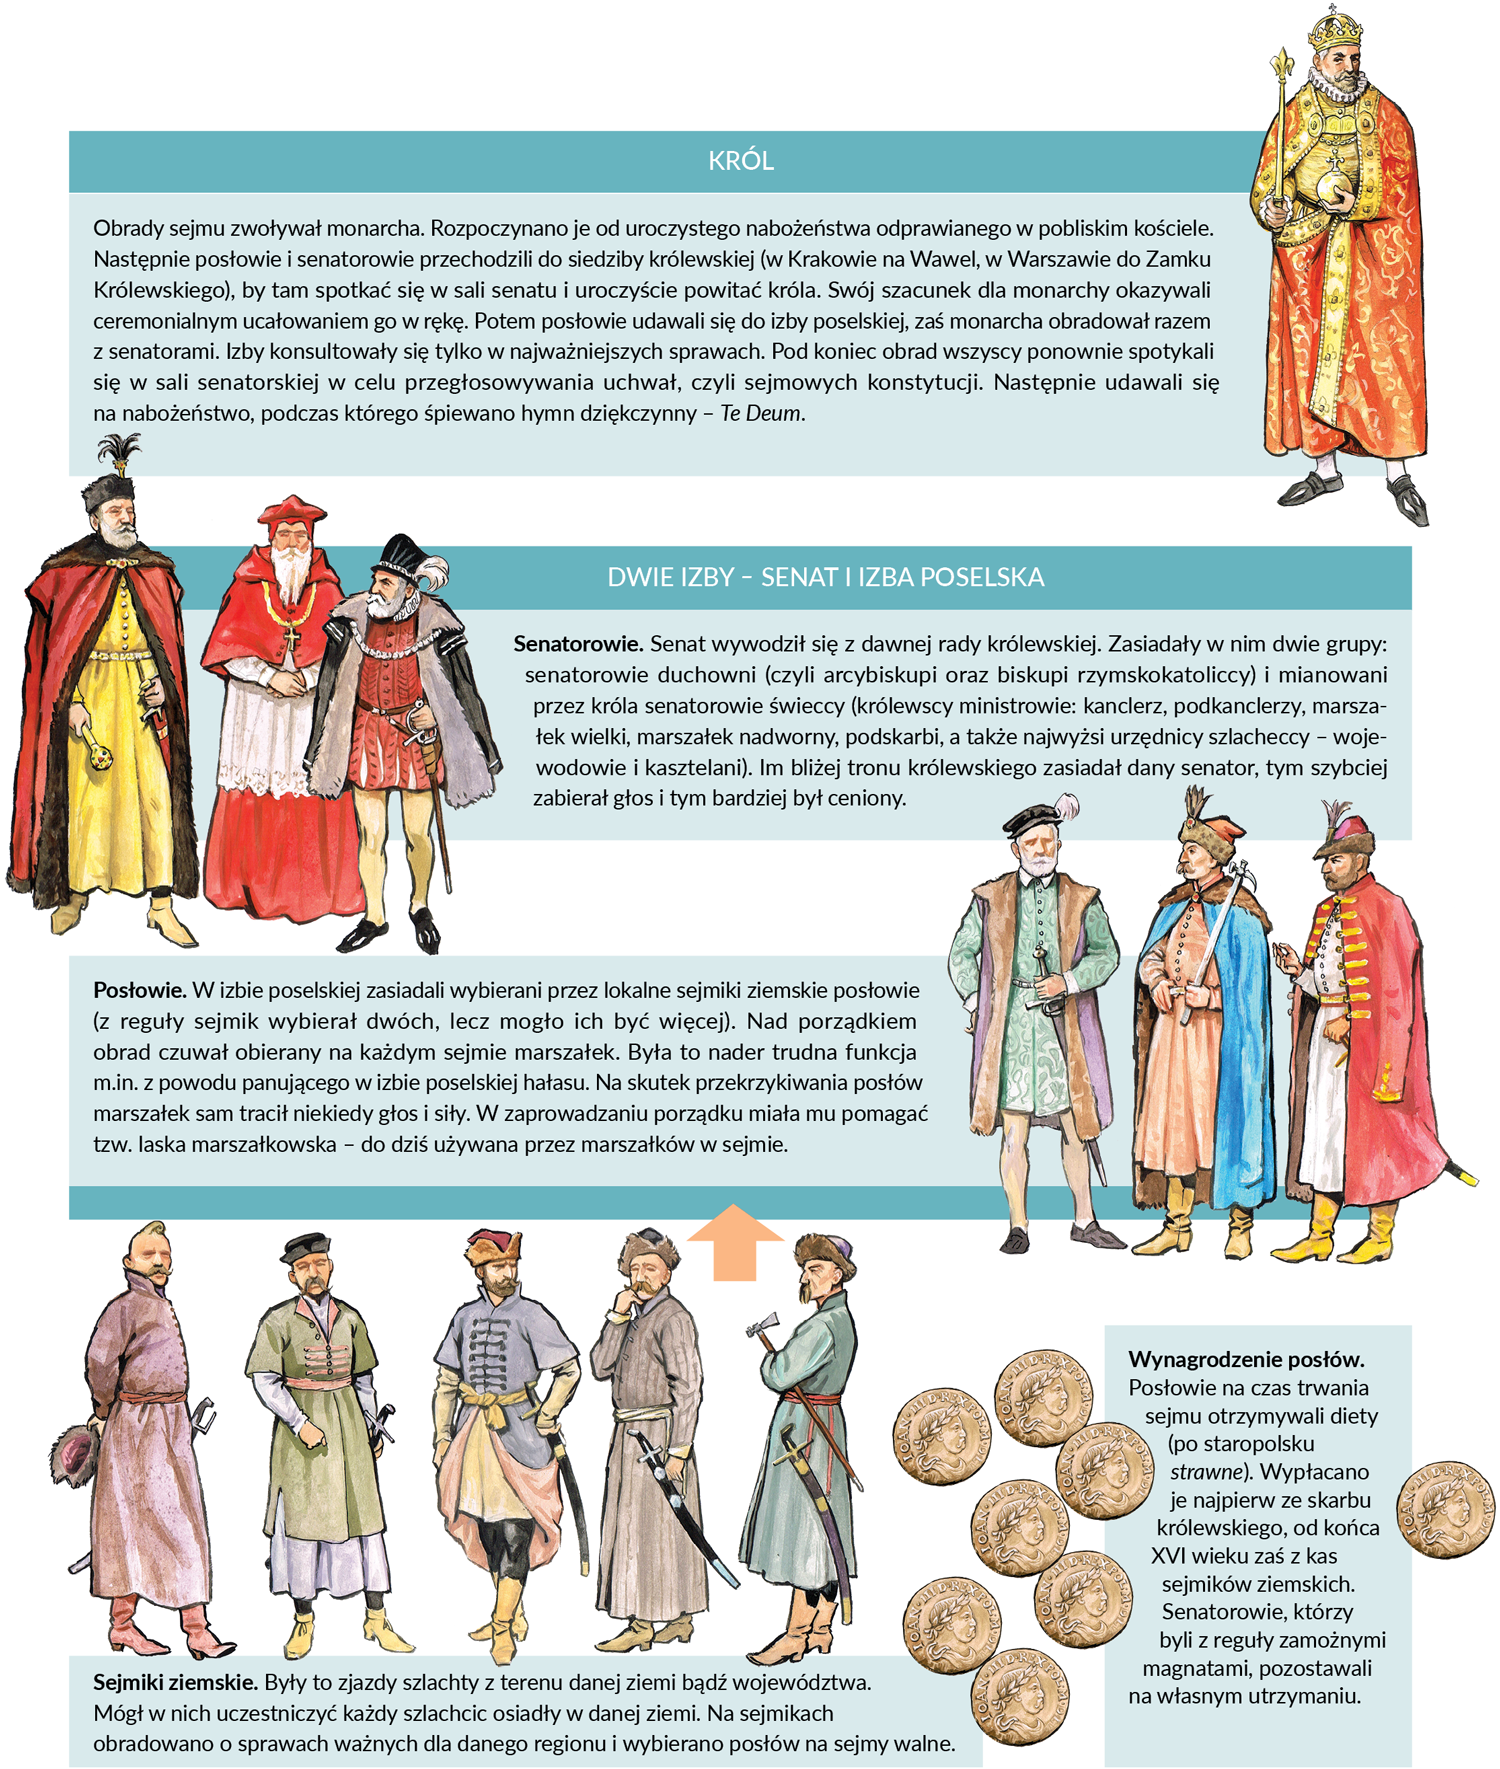 KRÓL
Obrady sejmu zwoływał monarcha. Rozpoczynano je od uroczystego nabożeństwa odprawianego w pobliskim kościele.
Następnie posłowie i senatorowie przechodzili do siedziby królewskiej (w Krakowie na Wawel, w Warszawie do Zamku
Królewskiego), by tam spotkać się w sali senatu i uroczyście powitać króla. Swój szacunek dla monarchy okazywali
ceremonialnym ucałowaniem go w rękę. Potem posłowie udawali się do izby poselskiej, zaś monarcha obradował razem
z senatorami. Izby konsultowały się tylko w najważniejszych sprawach. Pod koniec obrad wszyscy ponownie spotykali
się w sali senatorskiej w celu przegłosowywania uchwał, czyli sejmowych konstytucji. Następnie udawali się
na nabożeństwo, podczas którego śpiewano hymn dziękczynny – Te Deum.
DWIE IZBY – SENAT I IZBA POSELSKA
Senatorowie. Senat wywodził się z dawnej rady królewskiej. Zasiadały w nim dwie grupy:
senatorowie duchowni (czyli arcybiskupi oraz biskupi rzymskokatoliccy) i mianowani
przez króla senatorowie świeccy (królewscy ministrowie: kanclerz, podkanclerzy, marsza-
łek wielki, marszałek nadworny, podskarbi, a także najwyżsi urzędnicy szlacheccy – woje-
wodowie i kasztelani). Im bliżej tronu królewskiego zasiadał dany senator, tym szybciej
zabierał głos i tym bardziej był ceniony.
Posłowie. W izbie poselskiej zasiadali wybierani przez lokalne sejmiki ziemskie posłowie
(z reguły sejmik wybierał dwóch, lecz mogło ich być więcej). Nad porządkiem
obrad czuwał obierany na każdym sejmie marszałek. Była to nader trudna funkcja
m.in. z powodu panującego w izbie poselskiej hałasu. Na skutek przekrzykiwania posłów
marszałek sam tracił niekiedy głos i siły. W zaprowadzaniu porządku miała mu pomagać
tzw. laska marszałkowska – do dziś używana przez marszałków w sejmie.
Wynagrodzenie posłów.
Posłowie na czas trwania
sejmu otrzymywali diety
(po staropolsku
strawne). Wypłacano
je najpierw ze skarbu
królewskiego, od końca
XVI wieku zaś z kas
sejmików ziemskich.
Senatorowie, którzy
byli z reguły zamożnymi
magnatami, pozostawali
na własnym utrzymaniu.
Sejmiki ziemskie. Były to zjazdy szlachty z terenu danej ziemi bądź województwa.
Mógł w nich uczestniczyć każdy szlachcic osiadły w danej ziemi. Na sejmikach
obradowano o sprawach ważnych dla danego regionu i wybierano posłów na sejmy walne.